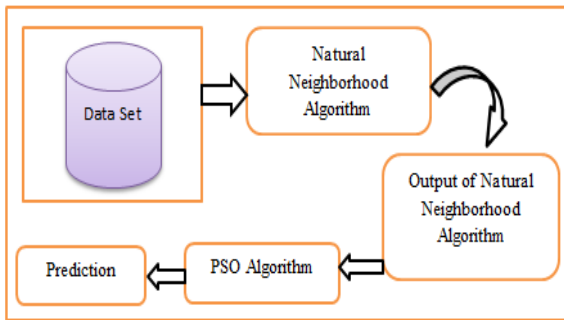 Data Set
Natural
Neighborhood
Algorithm
Output of Natural
Neighborhood
Algorithm
PSO Algorithm
Prediction